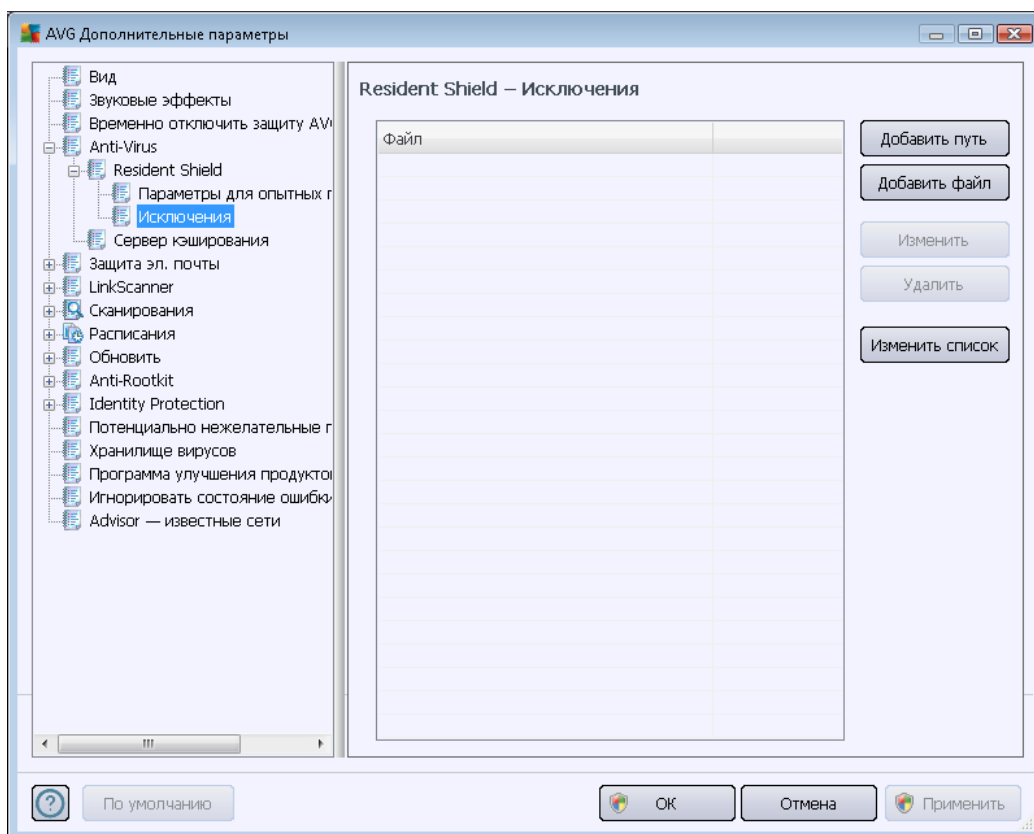 AVG Дополнительные параметры
Вид
Звуковые эффекты
Временно отключить защиту AV
Anti-Virus
Resident Shield
Параметры для опытных п
Исключения
Сервер кэширования
Защита эл. почты
LinkScanner
Сканирования
Расписания
Обновить
Anti-Rootkit
Identity Protection
Потенциально нежелательные п
Хранилище вирусов
Программа улучшения продуктов
Игнорировать состояние ошибки
Advisor — известные сети
Resident Shield – Исключения
Файл
Добавить путь
Добавить файл
Изменить
Удалить
Изменить список
По умолчанию
ОК
Отмена
Применить